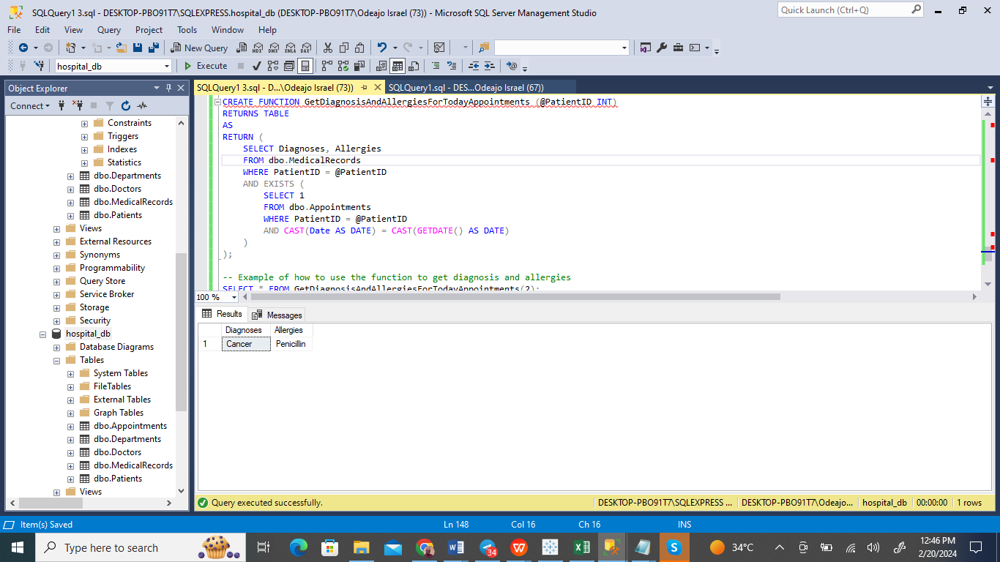 SQLQuery1 3.sql - DESKTOP-PBO91T7\SQLEXPRESS.hospital_db (DESKTOP-PBO91T7\Odeajo Israel (73)) - Microsoft SQL Server Management Studio
Quick Launch (Ctrl+Q)
File Edit View Query Project Tools Window Help
New Query MDX DMX XMLA DAX
hospital_db Execute
Object Explorer
SQLQuery1 3.sql - D...\Odeajo Israel (73)) SQLQuery1.sql - DES...Odeajo Israel (67))
Connect
Constraints
Triggers
Indexes
Statistics
dbo.Departments
dbo.Doctors
dbo.MedicalRecords
dbo.Patients
Views
External Resources
Synonyms
Programmability
Query Store
Service Broker
Storage
Security
hospital_db
Database Diagrams
Tables
System Tables
FileTables
External Tables
Graph Tables
dbo.Appointments
dbo.Departments
dbo.Doctors
dbo.MedicalRecords
dbo.Patients
Views
CREATE FUNCTION GetDiagnosisAndAllergiesForTodayAppointments (@PatientID INT)
RETURNS TABLE
AS
RETURN (
SELECT Diagnoses, Allergies
FROM dbo.MedicalRecords
WHERE PatientID = @PatientID
AND EXISTS (
SELECT 1
FROM dbo.Appointments
WHERE PatientID = @PatientID
AND CAST(Date AS DATE) = CAST(GETDATE() AS DATE)
)
);
-- Example of how to use the function to get diagnosis and allergies
SELECT * FROM GetDiagnosisAndAllergiesForTodayAppointments(2);
100 %
Results Messages
Diagnoses Allergies
1 Cancer Penicillin
Query executed successfully. DESKTOP-PBO91T7\SQLEXPRESS ... DESKTOP-PBO91T7\Odeajo... hospital_db 00:00:00 1 rows
Item(s) Saved Ln 148 Col 16 Ch 16 INS
Type here to search 34 34°C 12:46 PM
2/20/2024